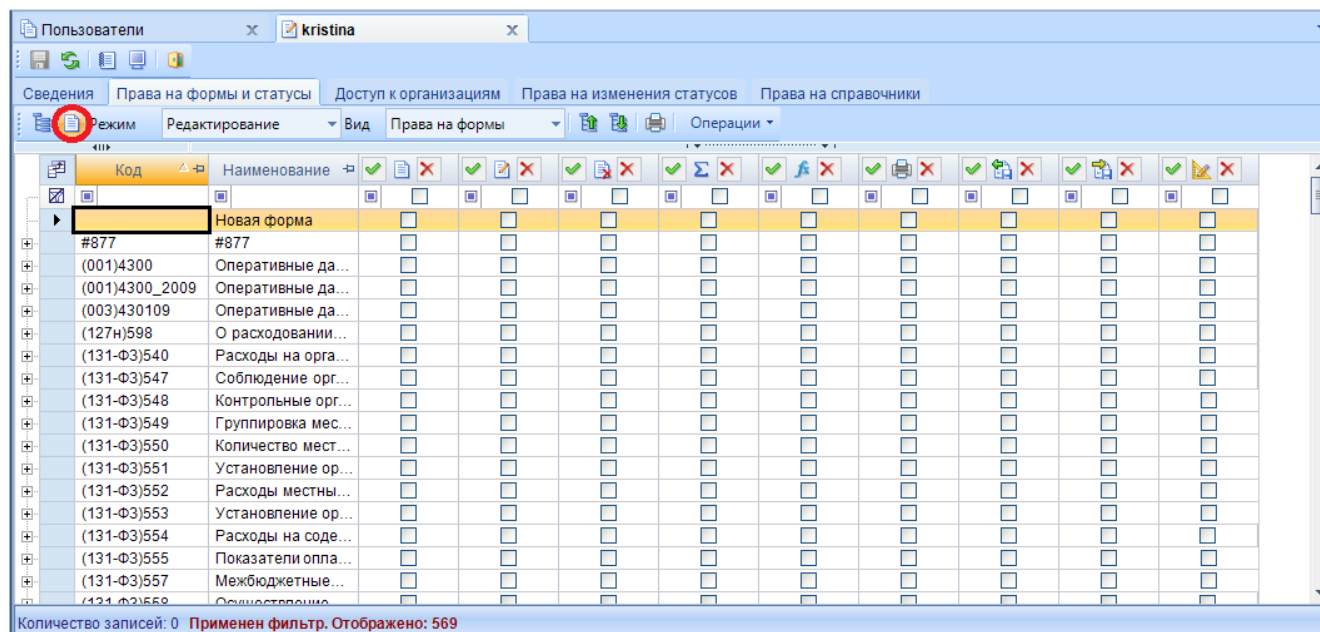 Пользователи x kristina x
Сведения Права на формы и статусы Доступ к организациям Права на изменения статусов Права на справочники
Режим Редактирование Вид Права на формы Операции
Код Наименование
Новая форма
#877 #877
(001)4300 Оперативные да...
(001)4300_2009 Оперативные да...
(003)430109 Оперативные да...
(127н)598 О расходовании...
(131-ФЗ)540 Расходы на орга...
(131-ФЗ)547 Соблюдение орг...
(131-ФЗ)548 Контрольные орг...
(131-ФЗ)549 Группировка мес...
(131-ФЗ)550 Количество мест...
(131-ФЗ)551 Установление ор...
(131-ФЗ)552 Расходы местны...
(131-ФЗ)553 Установление ор...
(131-ФЗ)554 Расходы на соде...
(131-ФЗ)555 Показатели опла...
(131-ФЗ)557 Межбюджетные...
Количество записей: 0 Применен фильтр. Отображено: 569